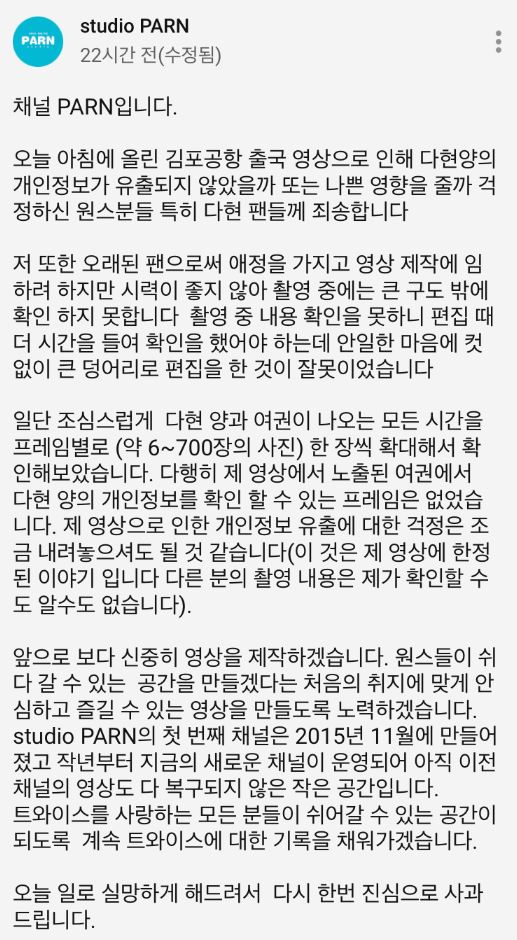 PARN
studio PARN
22시간 전(수정됨)
채널 PARN입니다.
오늘 아침에 올린 김포공항 출국 영상으로 인해 다현양의
개인정보가 유출되지 않았을까 또는 나쁜 영향을 줄까 걱
정하신 원스분들 특히 다현 팬들께 죄송합니다
저 또한 오래된 팬으로써 애정을 가지고 영상 제작에 임
하려 하지만 시력이 좋지 않아 촬영 중에는 큰 구도 밖에
확인 하지 못합니다 촬영 중 내용 확인을 못하니 편집 때
더 시간을 들여 확인을 했어야 하는데 안일한 마음에 컷
없이 큰 덩어리로 편집을 한 것이 잘못이었습니다
일단 조심스럽게 다현 양과 여권이 나오는 모든 시간을
프레임별로 (약 6~700장의 사진) 한 장씩 확대해서 확
인해보았습니다. 다행히 제 영상에서 노출된 여권에서
다현 양의 개인정보를 확인 할 수 있는 프레임은 없었습
니다. 제 영상으로 인한 개인정보 유출에 대한 걱정은 조
금 내려놓으셔도 될 것 같습니다(이 것은 제 영상에 한정
된 이야기 입니다 다른 분의 촬영 내용은 제가 확인할 수
도 알수도 없습니다).
앞으로 보다 신중히 영상을 제작하겠습니다. 원스들이 쉬
다 갈 수 있는 공간을 만들겠다는 처음의 취지에 맞게 안
심하고 즐길 수 있는 영상을 만들도록 노력하겠습니다.
studio PARN의 첫 번째 채널은 2015년 11월에 만들어
졌고 작년부터 지금의 새로운 채널이 운영되어 아직 이전
채널의 영상도 다 복구되지 않은 작은 공간입니다.
트와이스를 사랑하는 모든 분들이 쉬어갈 수 있는 공간이
되도록 계속 트와이스에 대한 기록을 채워가겠습니다.
오늘 일로 실망하게 해드려서 다시 한번 진심으로 사과
드립니다.